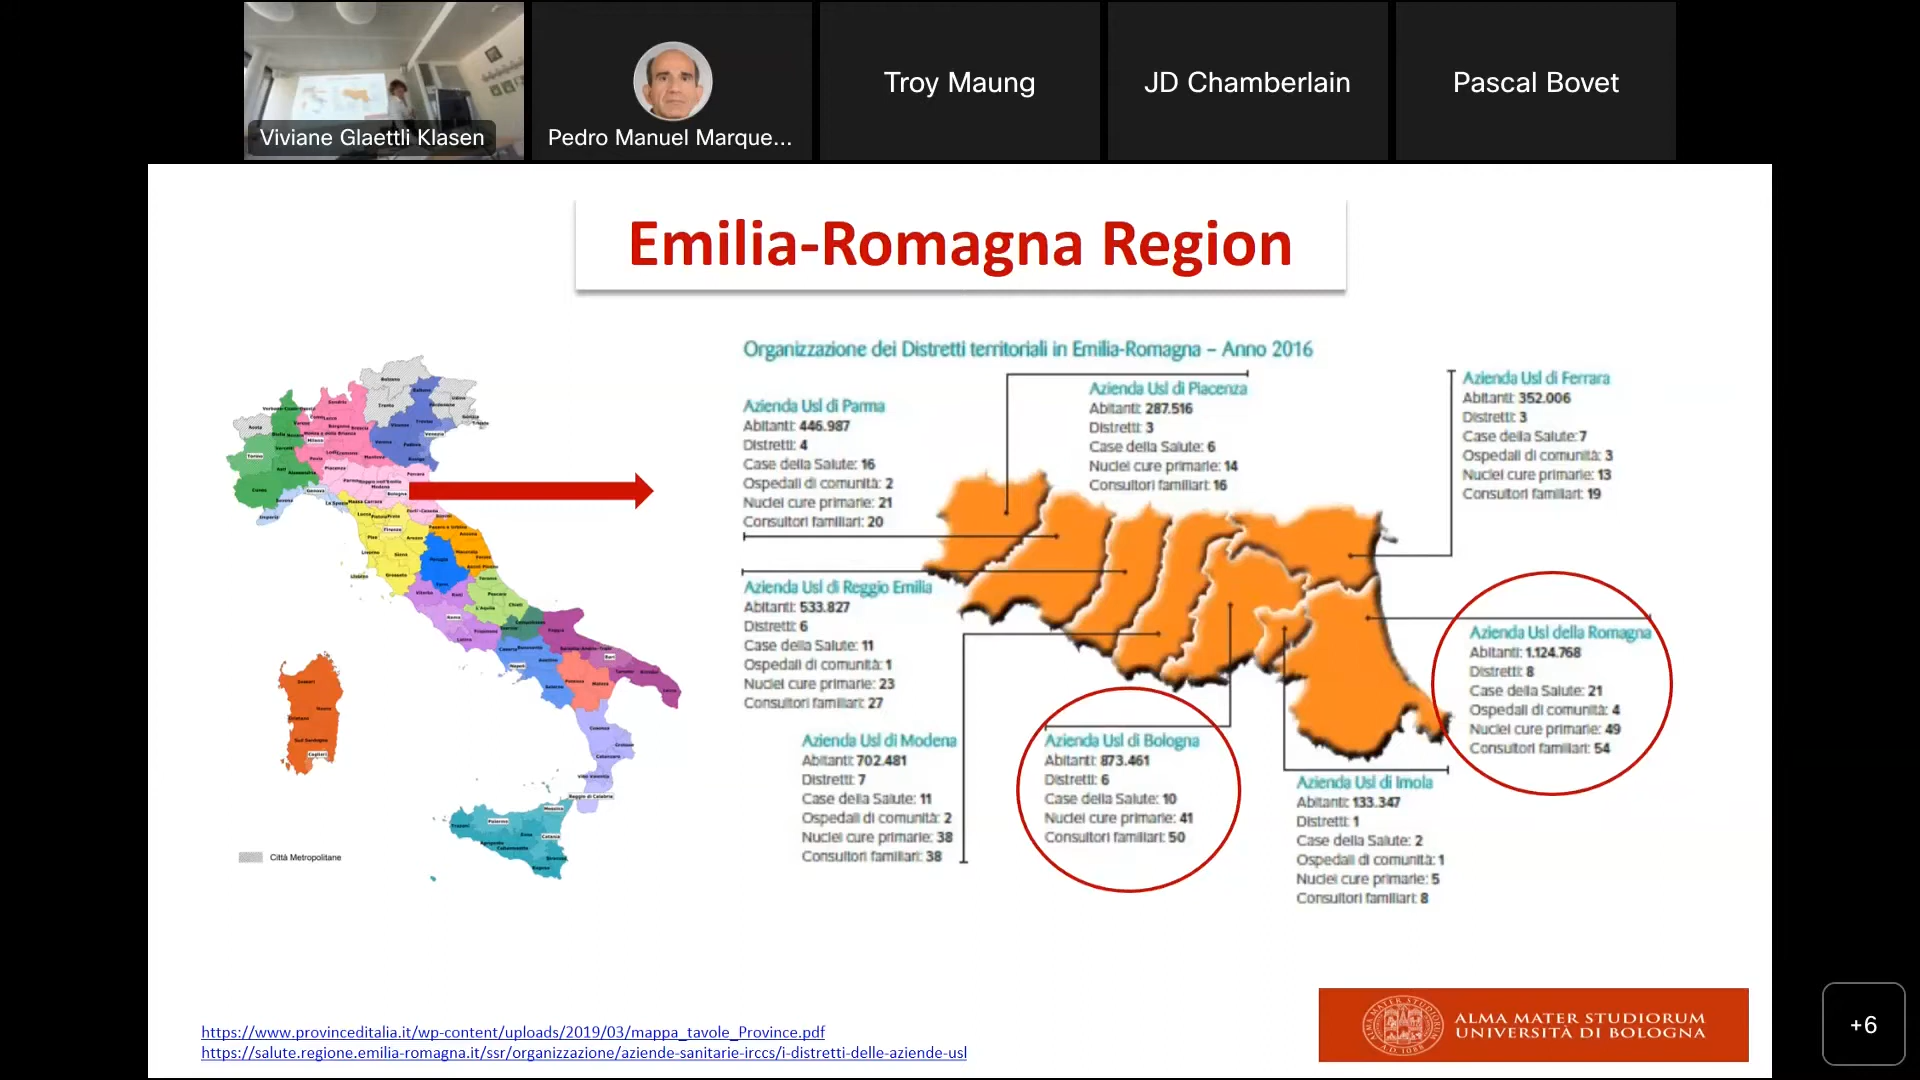 Viviane Glaettli Klasen
Pedro Manuel Marque...
Troy Maung
JD Chamberlain
Pascal Bovet
Emilia-Romagna Region
Organizzazione dei Distretti territoriali in Emilia-Romagna – Anno 2016
Azienda Usl di Parma
Abitanti: 446.987
Distretti: 4
Case della Salute: 16
Ospedali di comunità: 2
Nuclei cure primarie: 21
Consultori familiari: 20
Azienda Usl di Piacenza
Abitanti: 287.516
Distretti: 3
Case della Salute: 6
Nuclei cure primarie: 14
Consultori familiari: 16
Azienda Usl di Ferrara
Abitanti: 352.006
Distretti: 3
Case della Salute: 7
Ospedali di comunità: 3
Nuclei cure primarie: 13
Consultori familiari: 19
Azienda Usl di Reggio Emilia
Abitanti: 533.827
Distretti: 6
Case della Salute: 11
Ospedali di comunità: 1
Nuclei cure primarie: 23
Consultori familiari: 27
Azienda Usl della Romagna
Abitanti: 1.124.768
Distretti: 8
Case della Salute: 21
Ospedali di comunità: 4
Nuclei cure primarie: 49
Consultori familiari: 54
Azienda Usl di Modena
Abitanti: 702.481
Distretti: 7
Case della Salute: 11
Ospedali di comunità: 2
Nuclei cure primarie: 38
Consultori familiari: 38
Azienda Usl di Bologna
Abitanti: 873.461
Distretti: 6
Case della Salute: 10
Nuclei cure primarie: 41
Consultori familiari: 50
Azienda Usl di Imola
Abitanti: 133.347
Distretti: 1
Case della Salute: 2
Ospedali di comunità: 1
Nuclei cure primarie: 5
Consultori familiari: 8
Città Metropolitane
https://www.provinceditalia.it/wp-content/uploads/2019/03/mappa_tavole_Province.pdf
https://salute.regione.emilia-romagna.it/ssr/organizzazione/aziende-sanitarie-irccs/i-distretti-delle-aziende-usl
ALMA MATER STUDIORUM
UNIVERSITÀ DI BOLOGNA
+6